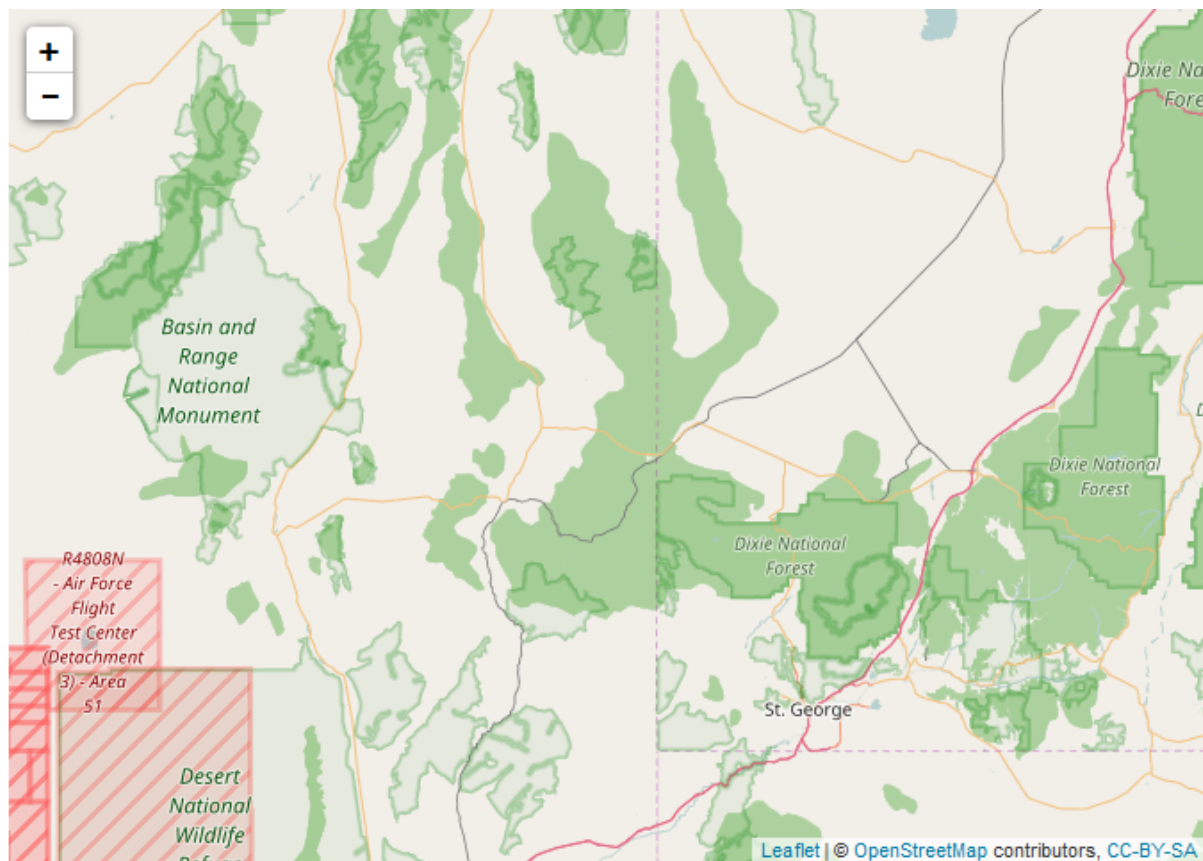 +
−
Dixie Na
Fore
Basin and
Range
National
Monument
Dixie National
Forest
Dixie National
Forest
R4808N
- Air Force
Flight
Test Center
(Detachment
3) - Area
51
St. George
Desert
National
Wildlife
Leaflet | © OpenStreetMap contributors, CC-BY-SA